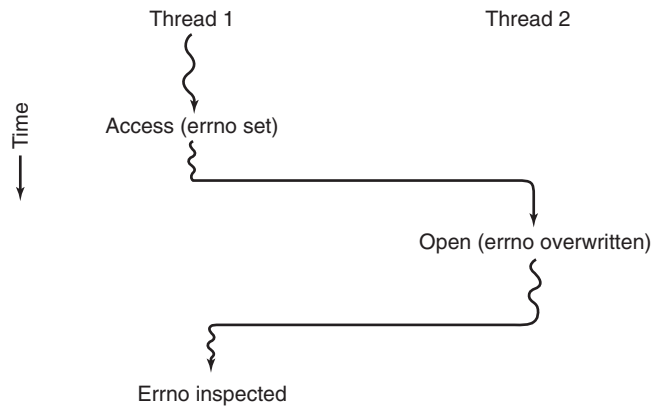 Thread 1
Thread 2
Access (errno set)
Time
Open (errno overwritten)
Errno inspected